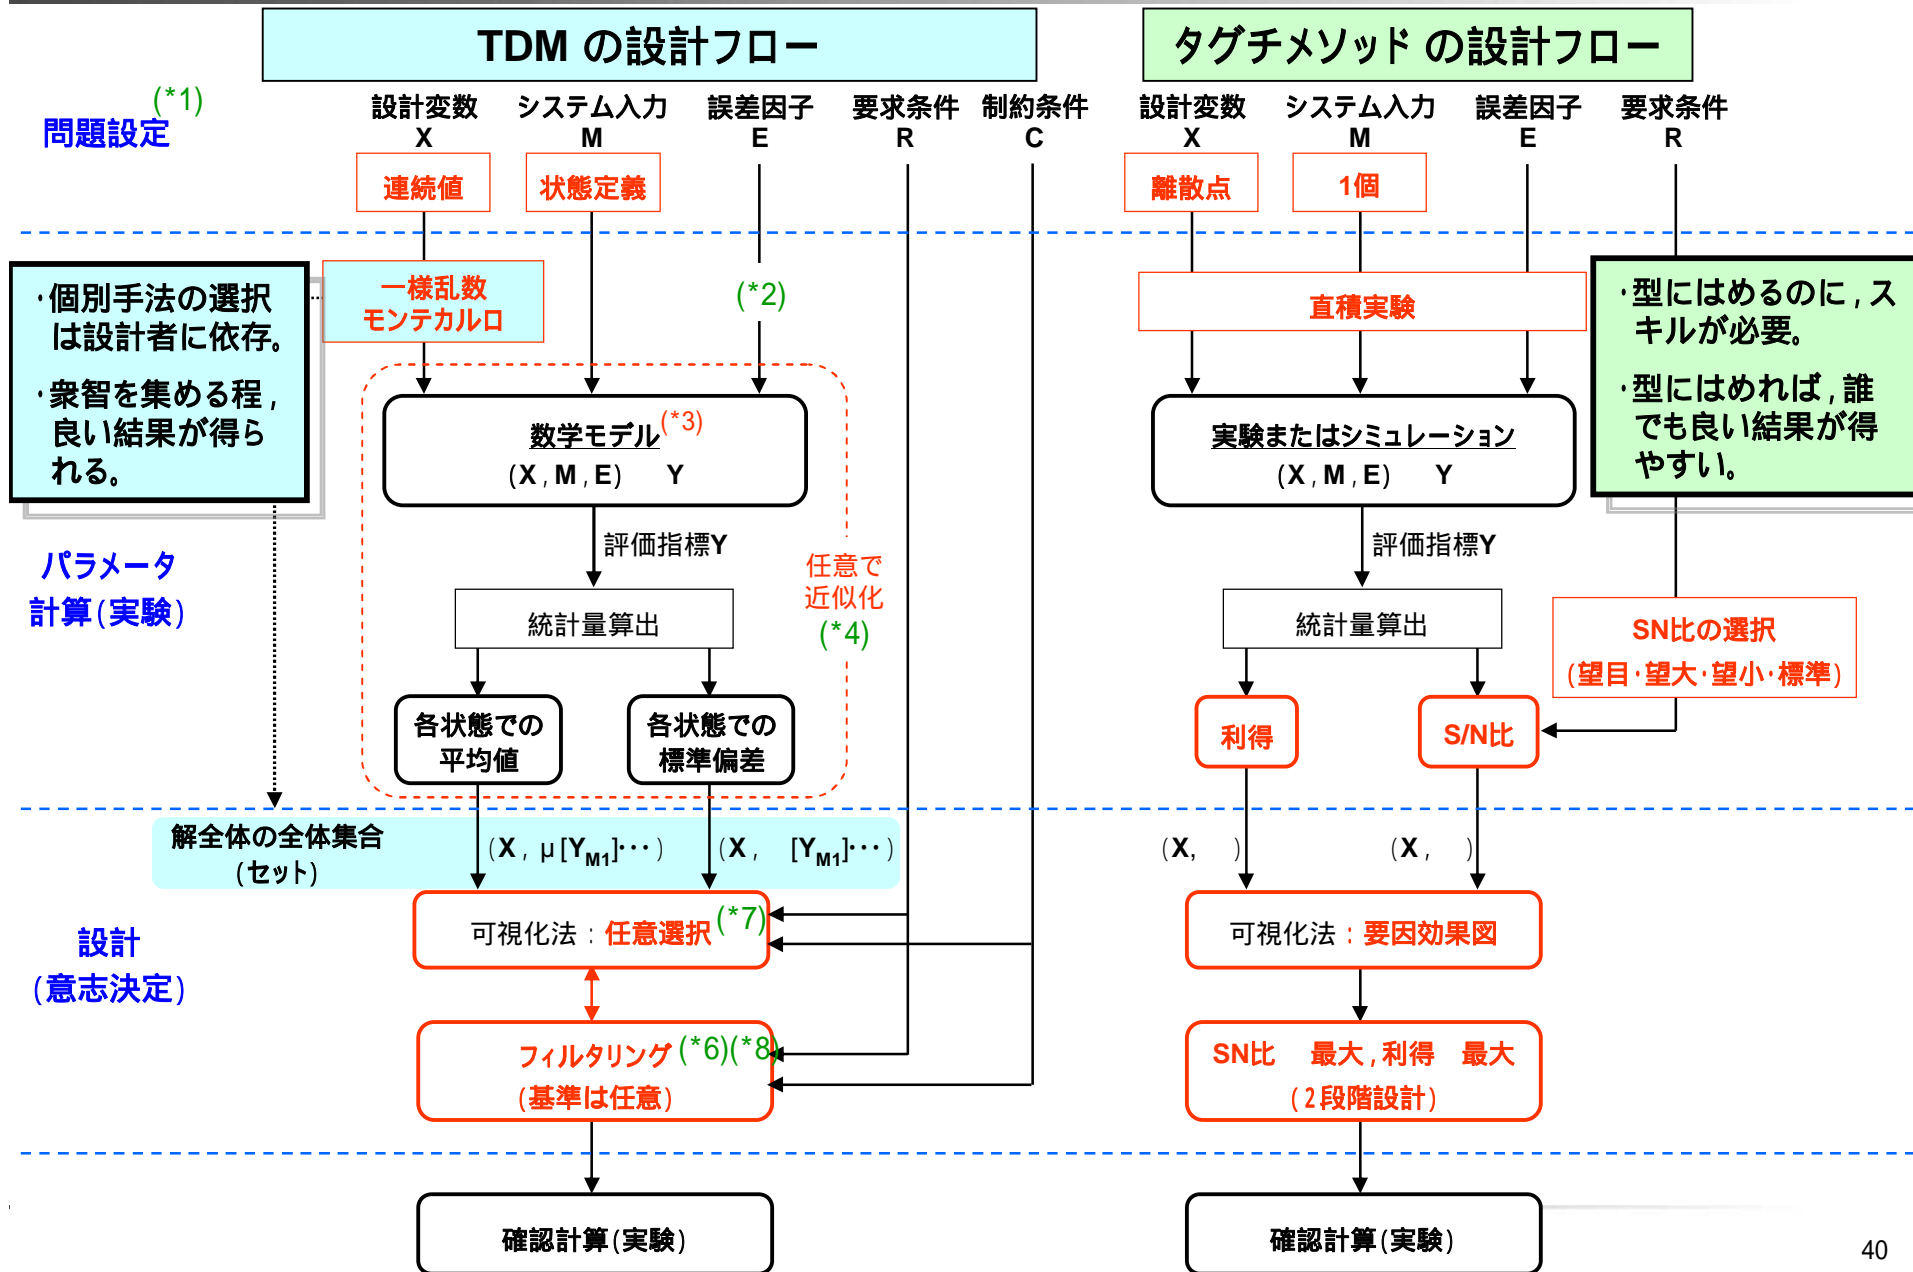 TDM の設計フロー
タグチメソッド の設計フロー
(*1)
問題設定
設計変数
X
システム入力
M
誤差因子
E
要求条件
R
制約条件
C
設計変数
X
システム入力
M
誤差因子
E
要求条件
R
連続値
状態定義
離散点
1個
・個別手法の選択
は設計者に依存。
・衆智を集める程,
良い結果が得ら
れる。
一様乱数
モンテカルロ
(*2)
直積実験
・型にはめるのに,ス
キルが必要。
・型にはめれば,誰
でも良い結果が得
やすい。
数学モデル(*3)
(X,M,E) Y
実験またはシミュレーション
(X,M,E) Y
パラメータ
計算(実験)
評価指標Y
任意で
近似化
(*4)
評価指標Y
統計量算出
統計量算出
SN比の選択
(望目・望大・望小・標準)
各状態での
平均値
各状態での
標準偏差
利得
S/N比
解全体の全体集合
(セット)
(X, μ[YM1]・・・)
(X, [YM1]・・・)
(X, )
(X, )
設計
(意志決定)
可視化法:任意選択(*7)
可視化法:要因効果図
フィルタリング(*6)(*8)
(基準は任意)
SN比 最大,利得 最大
(2段階設計)
確認計算(実験)
確認計算(実験)
40